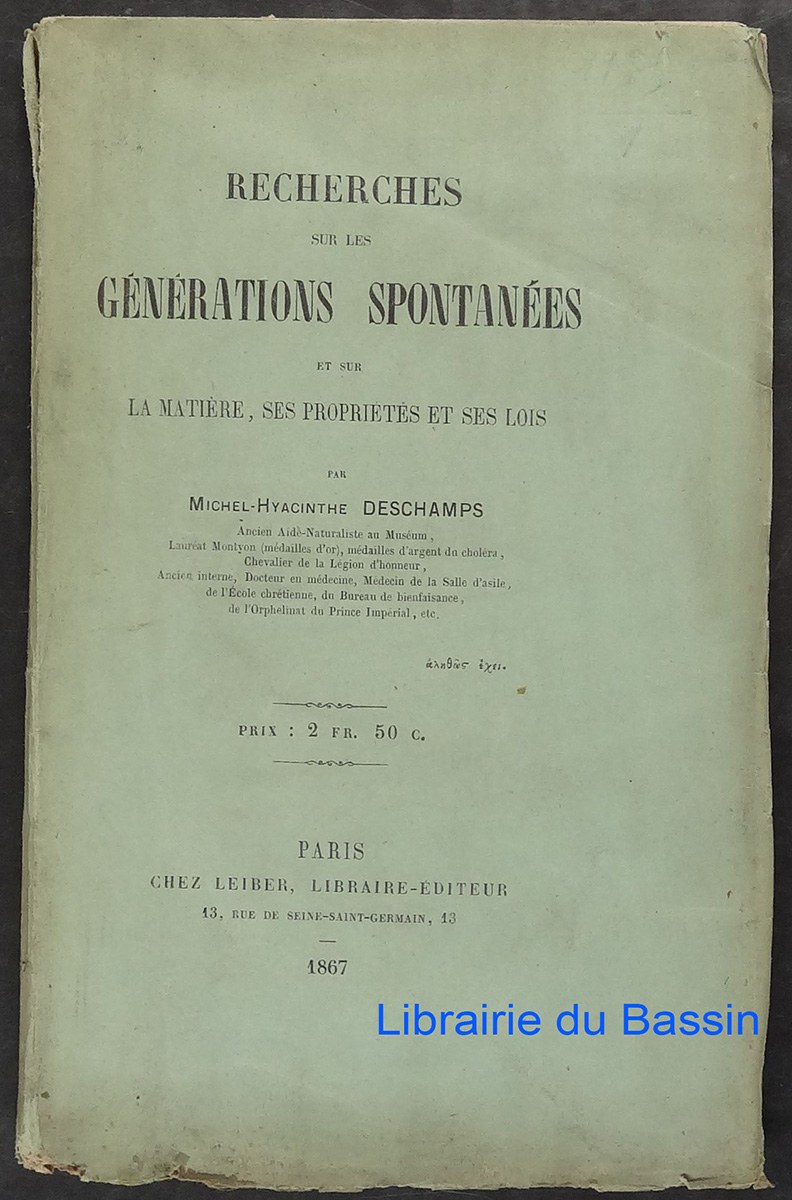 RECHERCHES
SUR LES
GÉNÉRATIONS SPONTANÉES
ET SUR
LA MATIÈRE, SES PROPRIÉTÉS ET SES LOIS
PAR
MICHEL-HYACINTHE DESCHAMPS
Ancien Aide-Naturaliste au Muséum,
Lauréat Montyon (médailles d'or), médailles d'argent du choléra,
Chevalier de la Légion d'honneur,
Ancien interne, Docteur en médecine, Médecin de la Salle d'asile,
de l'École chrétienne, du Bureau de bienfaisance,
de l'Orphelinat du Prince Impérial, etc.
ἀληθῶς ἔχει.
PRIX : 2 FR. 50 C.
PARIS
CHEZ LEIBER, LIBRAIRE-ÉDITEUR
13, RUE DE SEINE-SAINT-GERMAIN, 13
1867
Librairie du Bassin